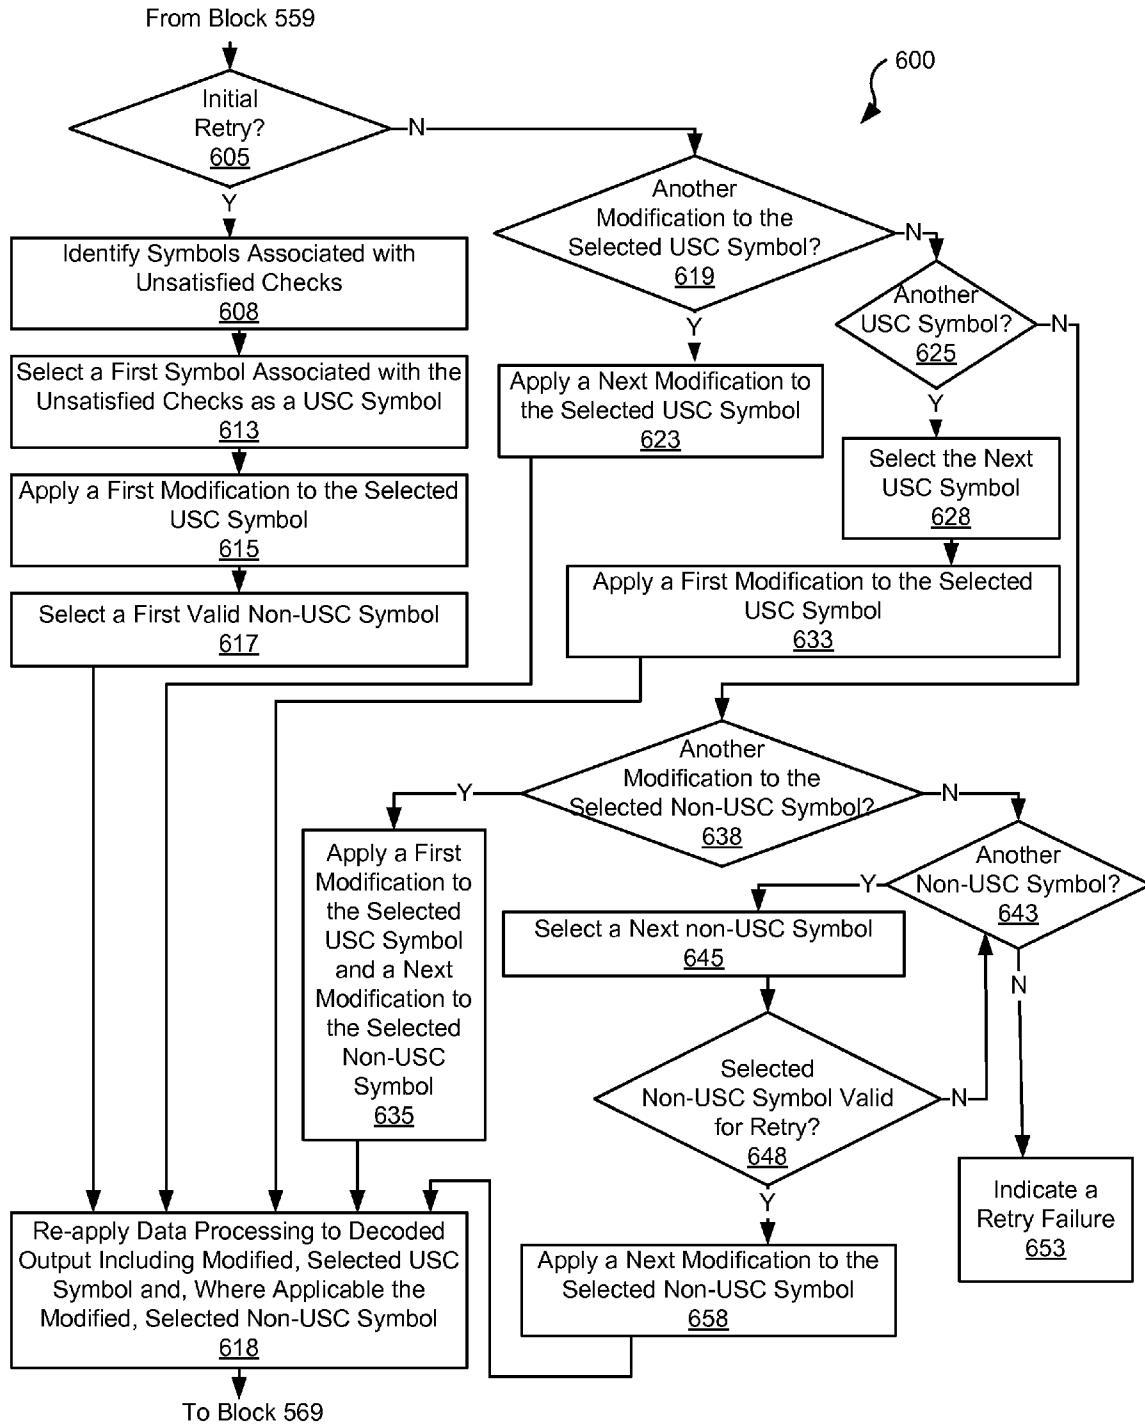 From Block 559
600
Initial
Retry?
605
N
Y
Another
Modification to the
Selected USC Symbol?
619
N
Y
Identify Symbols Associated with
Unsatisfied Checks
608
Another
USC Symbol?
625
N
Y
Select a First Symbol Associated with the
Unsatisfied Checks as a USC Symbol
613
Apply a Next Modification to
the Selected USC Symbol
623
Select the Next
USC Symbol
628
Apply a First Modification to the Selected
USC Symbol
615
Apply a First Modification to the Selected
USC Symbol
633
Select a First Valid Non-USC Symbol
617
Another
Modification to the
Selected Non-USC Symbol?
638
Y
N
Apply a First
Modification to
the Selected
USC Symbol
and a Next
Modification to
the Selected
Non-USC
Symbol
635
Another
Non-USC Symbol?
643
Y
N
Select a Next non-USC Symbol
645
Selected
Non-USC Symbol Valid
for Retry?
648
N
Y
Indicate a
Retry Failure
653
Re-apply Data Processing to Decoded
Output Including Modified, Selected USC
Symbol and, Where Applicable the
Modified, Selected Non-USC Symbol
618
Apply a Next Modification to the
Selected Non-USC Symbol
658
To Block 569